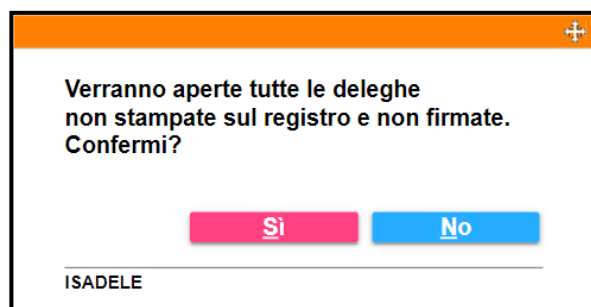 Verranno aperte tutte le deleghe
non stampate sul registro e non firmate.
Confermi?
Sì
No
ISADELE